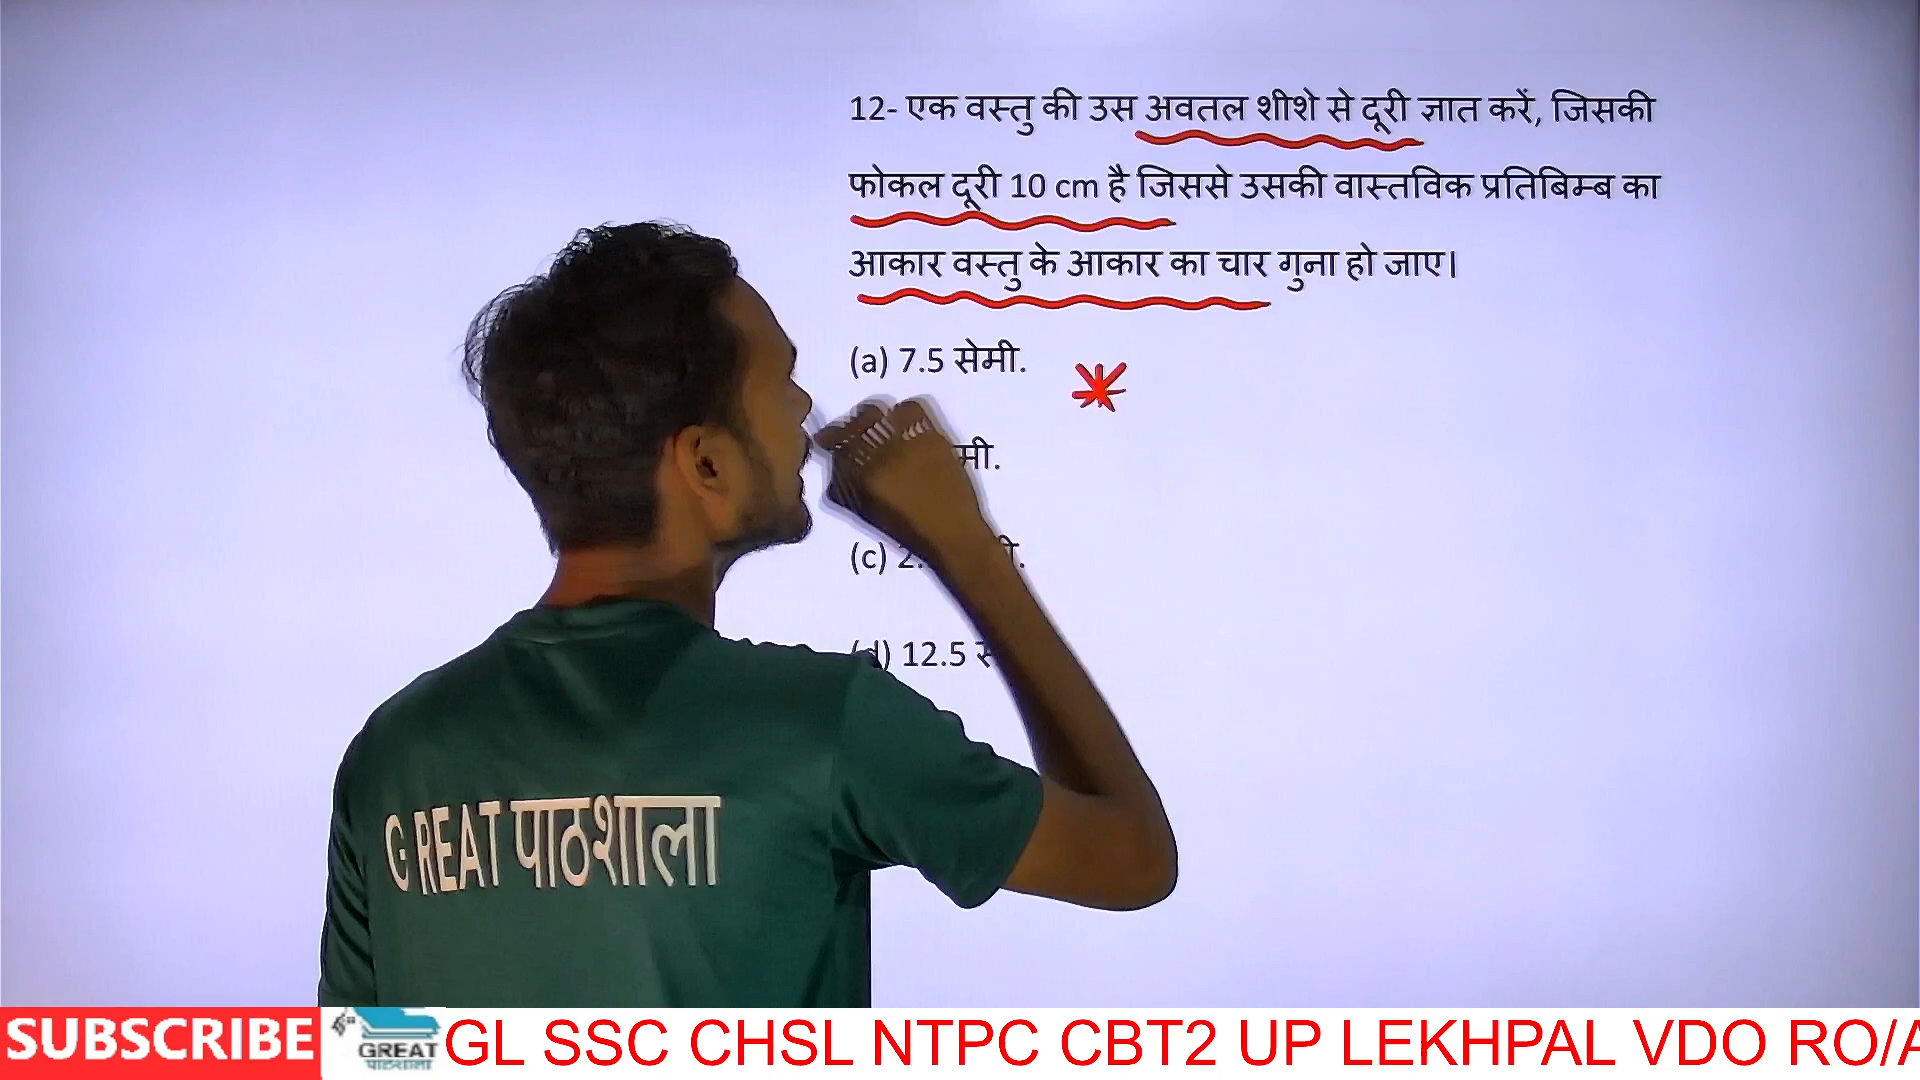 12- एक वस्तु की उस अवतल शीशे से दूरी ज्ञात करें, जिसकी
फोकल दूरी 10 cm है जिससे उसकी वास्तविक प्रतिबिम्ब का
आकार वस्तु के आकार का चार गुना हो जाए।
(a) 7.5 सेमी.
(c)
(d) 12.5
GREAT पाठशाला
SUBSCRIBE
GREAT
पाठशाला
GL SSC CHSL NTPC CBT2 UP LEKHPAL VDO RO/A